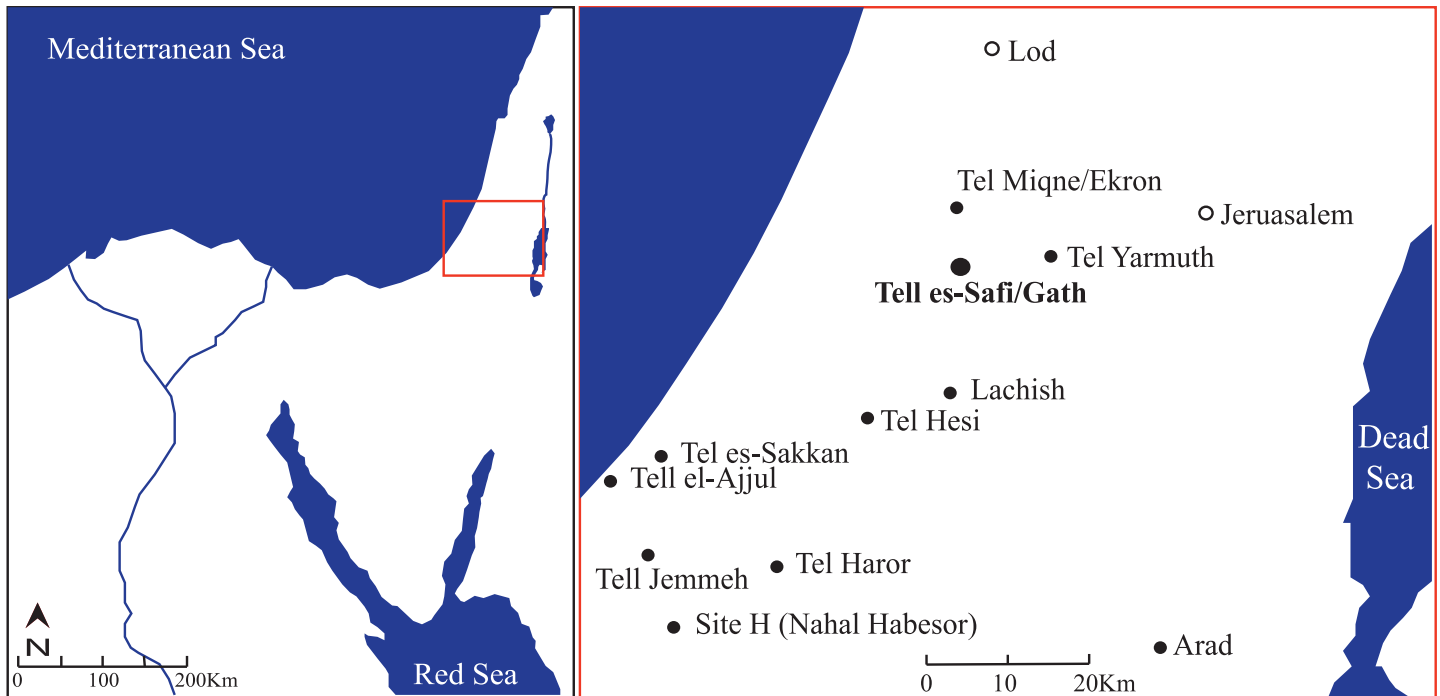 Mediterranean Sea
N
0 100 200Km
Red Sea
Lod
Tel Miqne/Ekron
Jeruasalem
Tel Yarmuth
Tell es-Safi/Gath
Lachish
Tel Hesi
Dead
Sea
Tel es-Sakkan
Tell el-Ajjul
Tel Haror
Tell Jemmeh
Site H (Nahal Habesor)
Arad
0 10 20Km